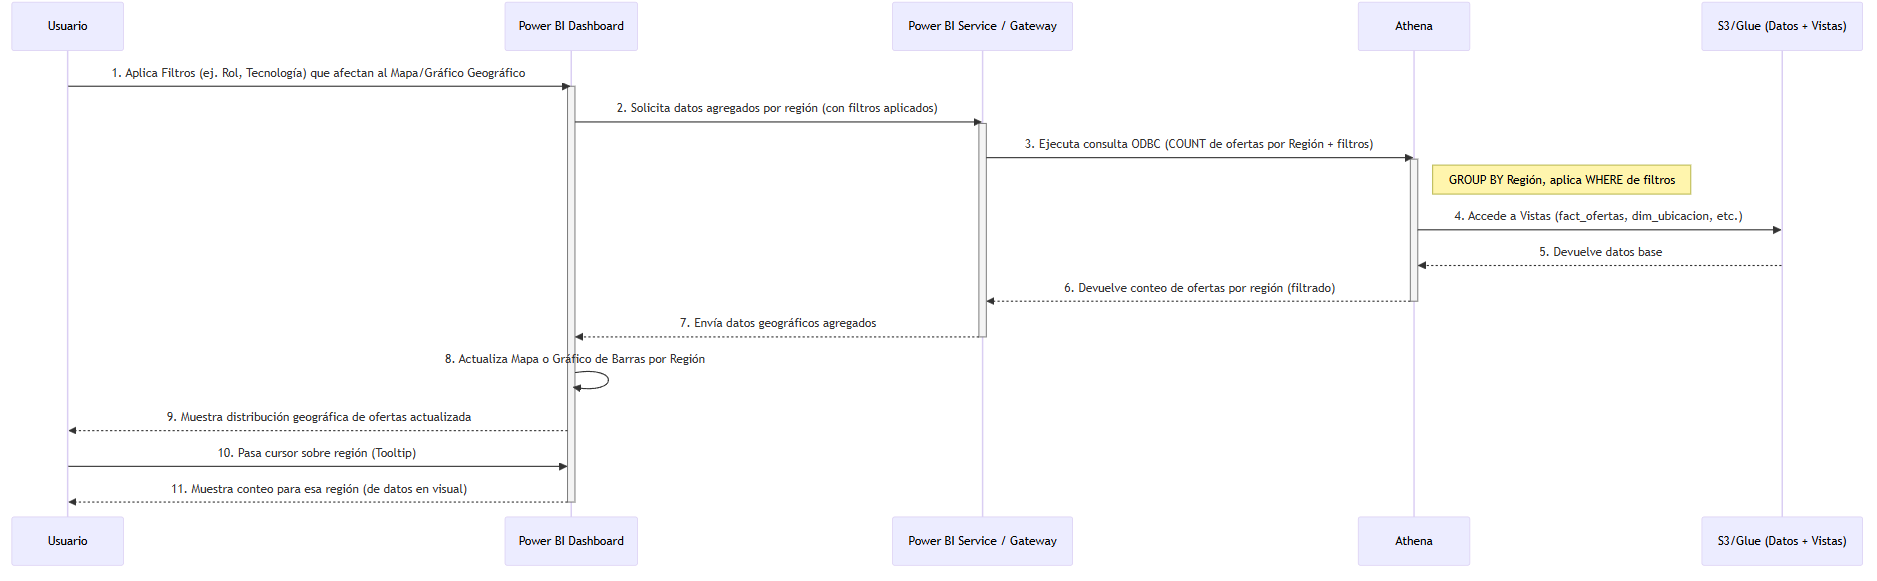 Usuario
Power BI Dashboard
Power BI Service / Gateway
Athena
S3/Glue (Datos + Vistas)
1. Aplica Filtros (ej. Rol, Tecnología) que afectan al Mapa/Gráfico Geográfico
2. Solicita datos agregados por región (con filtros aplicados)
3. Ejecuta consulta ODBC (COUNT de ofertas por Región + filtros)
GROUP BY Región, aplica WHERE de filtros
4. Accede a Vistas (fact_ofertas, dim_ubicacion, etc.)
5. Devuelve datos base
6. Devuelve conteo de ofertas por región (filtrado)
7. Envía datos geográficos agregados
8. Actualiza Mapa o Gráfico de Barras por Región
9. Muestra distribución geográfica de ofertas actualizada
10. Pasa cursor sobre región (Tooltip)
11. Muestra conteo para esa región (de datos en visual)
Usuario
Power BI Dashboard
Power BI Service / Gateway
Athena
S3/Glue (Datos + Vistas)